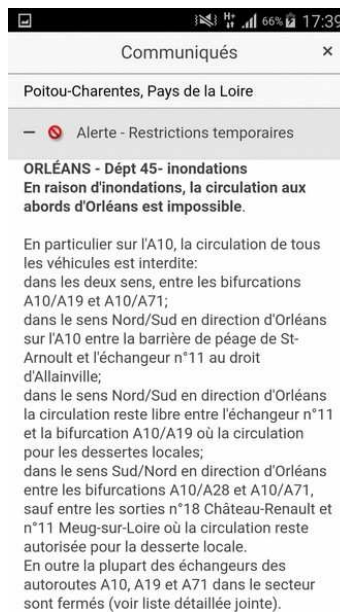 66% 17:39
Communiqués ×
Poitou-Charentes, Pays de la Loire
Alerte - Restrictions temporaires
ORLÉANS - Dépt 45- inondations
En raison d'inondations, la circulation aux
abords d'Orléans est impossible.
En particulier sur l'A10, la circulation de tous
les véhicules est interdite:
dans les deux sens, entre les bifurcations
A10/A19 et A10/A71;
dans le sens Nord/Sud en direction d'Orléans
sur l'A10 entre la barrière de péage de St-
Arnoult et l'échangeur n°11 au droit
d'Allainville;
dans le sens Nord/Sud en direction d'Orléans
la circulation reste libre entre l'échangeur n°11
et la bifurcation A10/A19 où la circulation
pour les dessertes locales;
dans le sens Sud/Nord en direction d'Orléans
entre les bifurcations A10/A28 et A10/A71,
sauf entre les sorties n°18 Château-Renault et
n°11 Meug-sur-Loire où la circulation reste
autorisée pour la desserte locale.
En outre la plupart des échangeurs des
autoroutes A10, A19 et A71 dans le secteur
sont fermés (voir liste détaillée jointe).